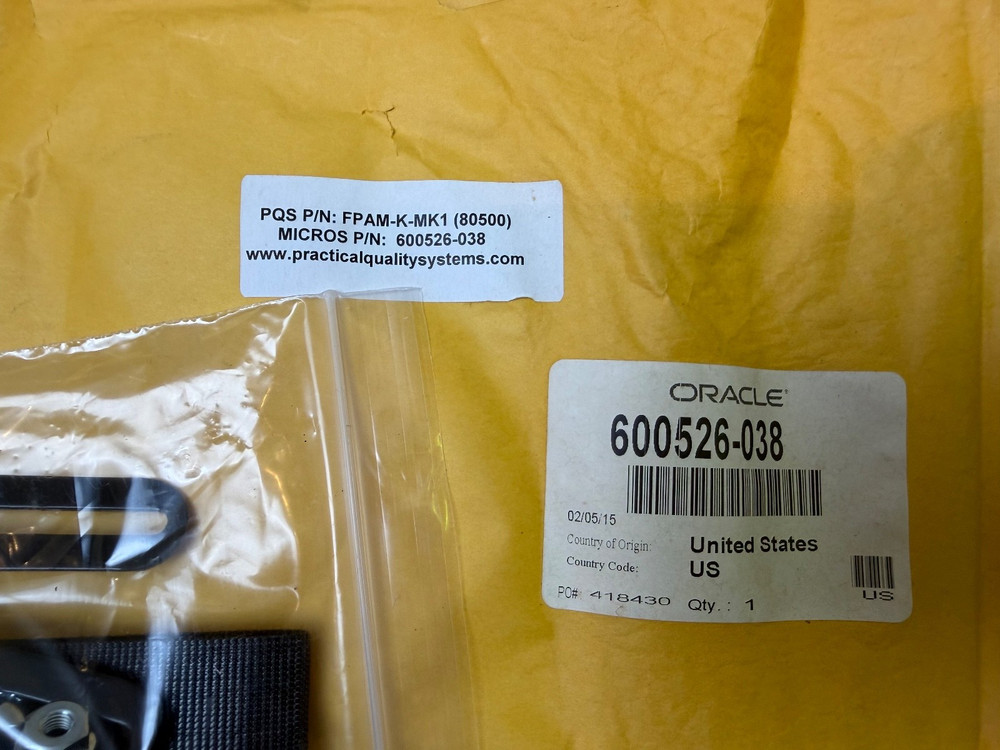 PQS P/N: FPAM-K-MK1 (80500)
MICROS P/N: 600526-038
www.practicalqualitysystems.com
ORACLE
600526-038
02/05/15
Country of Origin: United States
Country Code: US
US
PO# 418430 Qty.: 1